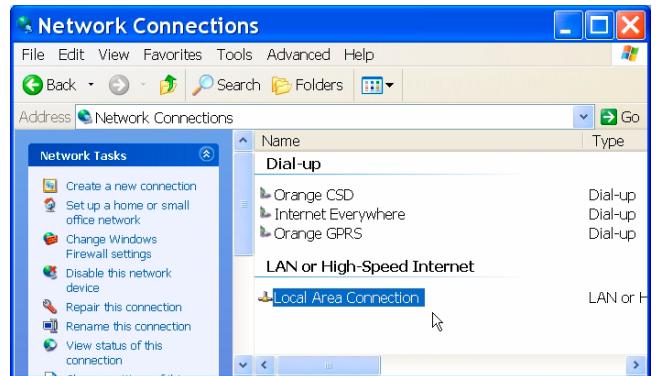 Network Connections
File Edit View Favorites Tools Advanced Help
Back Search Folders
Address Network Connections Go
Name Type
Network Tasks
Create a new connection
Set up a home or small
office network
Change Windows
Firewall settings
Disable this network
device
Repair this connection
Rename this connection
View status of this
connection
Dial-up
Orange CSD Dial-up
Internet Everywhere Dial-up
Orange GPRS Dial-up
LAN or High-Speed Internet
Local Area Connection LAN or H